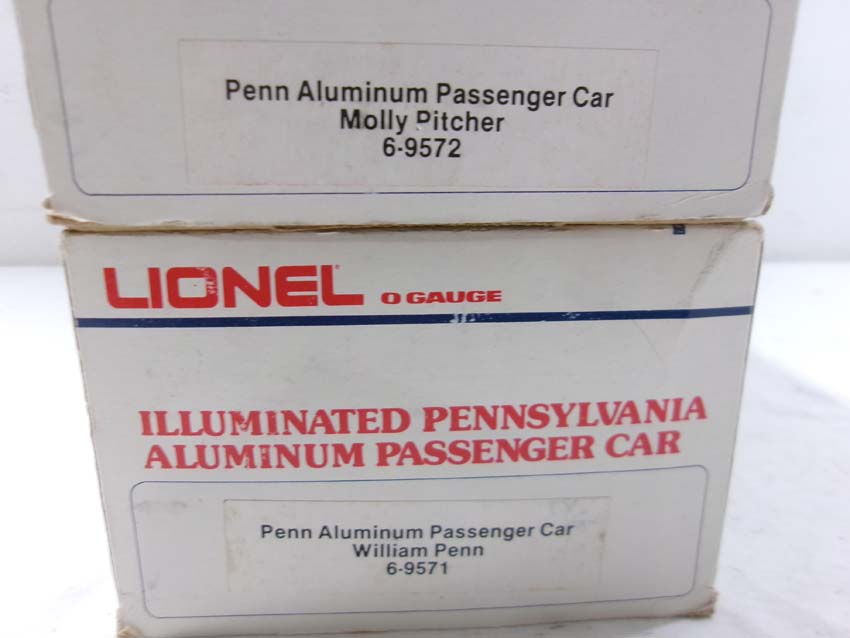 Penn Aluminum Passenger Car
Molly Pitcher
6-9572
LIONEL O GAUGE
ILLUMINATED PENNSYLVANIA
ALUMINUM PASSENGER CAR
Penn Aluminum Passenger Car
William Penn
6-9571